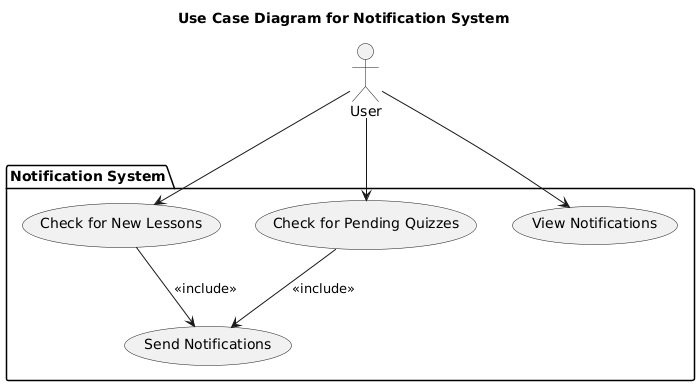 Use Case Diagram for Notification System
User
Notification System
Check for New Lessons
Check for Pending Quizzes
View Notifications
«include»
«include»
Send Notifications